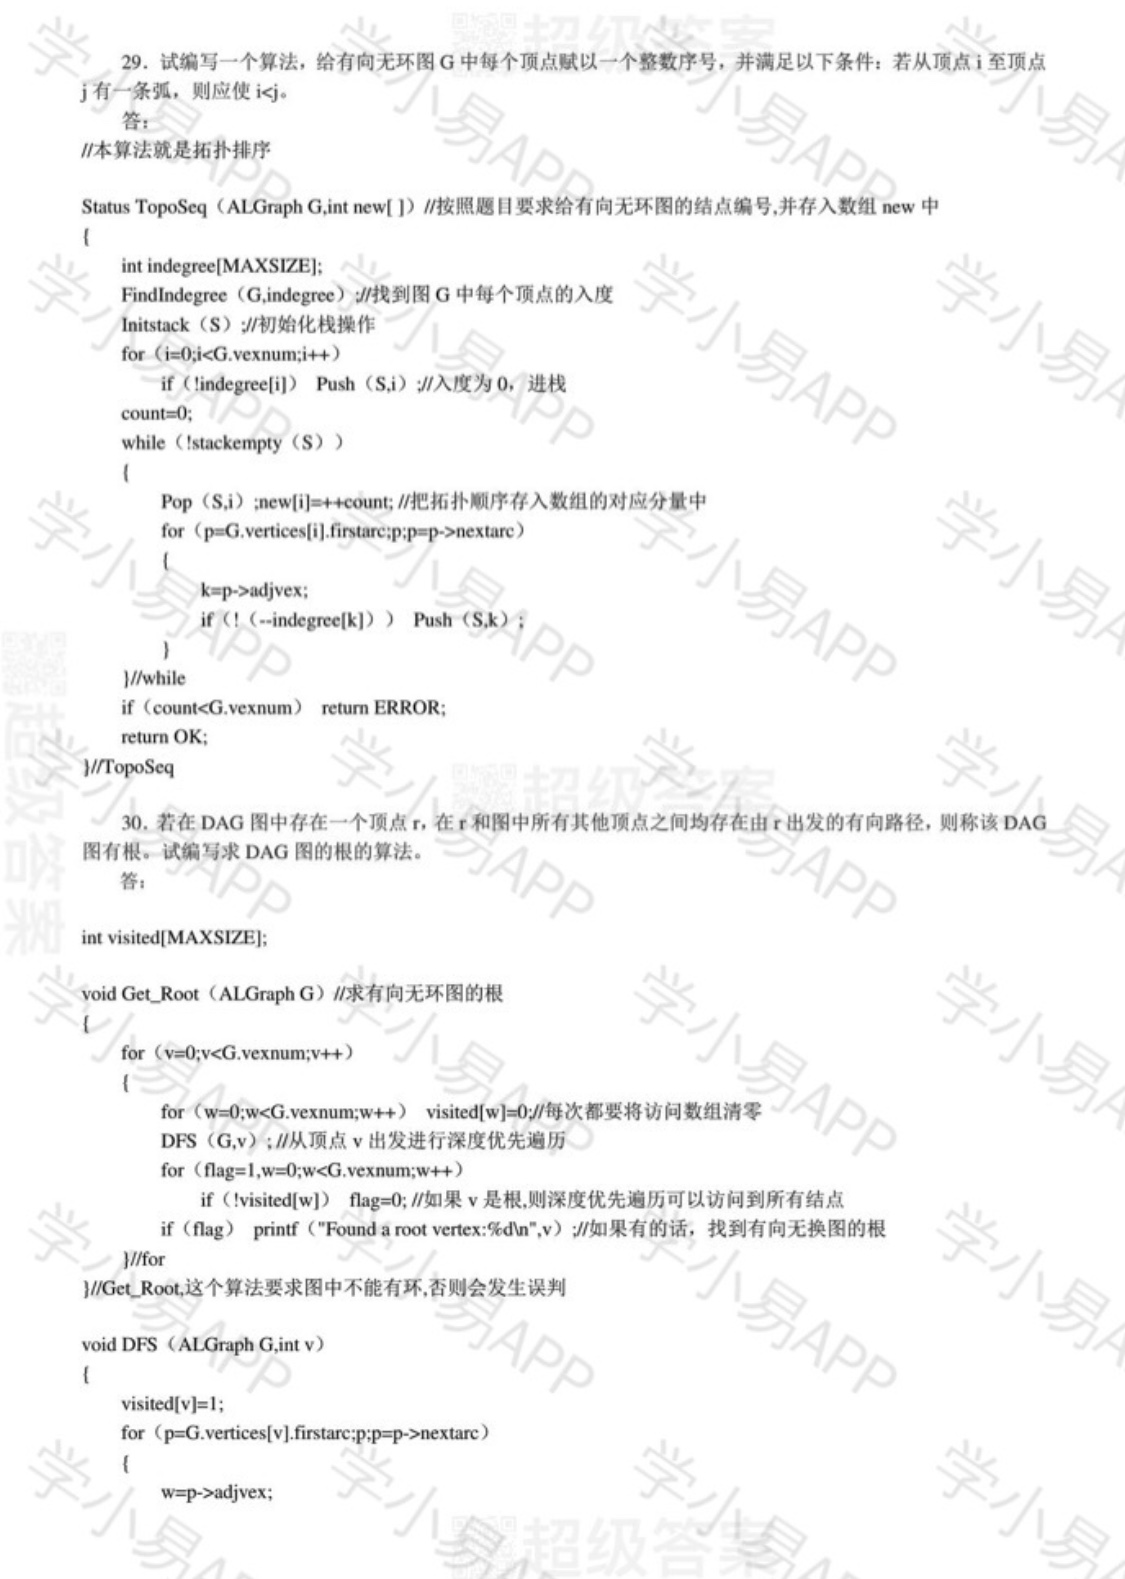 29．试编写一个算法，给有向无环图 G 中每个顶点赋以一个整数序号，并满足以下条件：若从顶点 i 至顶点
j 有一条弧，则应使 i<j。
答：
//本算法就是拓扑排序
Status TopoSeq（ALGraph G,int new[ ]）//按照题目要求给有向无环图的结点编号,并存入数组 new 中
{
int indegree[MAXSIZE];
FindIndegree（G,indegree）;//找到图 G 中每个顶点的入度
Initstack（S）;//初始化栈操作
for（i=0;i<G.vexnum;i++）
if（!indegree[i]） Push（S,i）;//入度为 0，进栈
count=0;
while（!stackempty（S））
{
Pop（S,i）;new[i]=++count; //把拓扑顺序存入数组的对应分量中
for（p=G.vertices[i].firstarc;p;p=p->nextarc）
{
k=p->adjvex;
if（!（--indegree[k]）） Push（S,k）;
}
}//while
if（count<G.vexnum） return ERROR;
return OK;
}//TopoSeq
30．若在 DAG 图中存在一个顶点 r，在 r 和图中所有其他顶点之间均存在由 r 出发的有向路径，则称该 DAG
图有根。试编写求 DAG 图的根的算法。
答：
int visited[MAXSIZE];
void Get_Root（ALGraph G）//求有向无环图的根
{
for（v=0;v<G.vexnum;v++）
{
for（w=0;w<G.vexnum;w++） visited[w]=0;//每次都要将访问数组清零
DFS（G,v）; //从顶点 v 出发进行深度优先遍历
for（flag=1,w=0;w<G.vexnum;w++）
if（!visited[w]） flag=0; //如果 v 是根,则深度优先遍历可以访问到所有结点
if（flag） printf（"Found a root vertex:%d\n",v）;//如果有的话，找到有向无换图的根
}//for
}//Get_Root,这个算法要求图中不能有环,否则会发生误判
void DFS（ALGraph G,int v）
{
visited[v]=1;
for（p=G.vertices[v].firstarc;p;p=p->nextarc）
{
w=p->adjvex;
学小易APP
超级答案